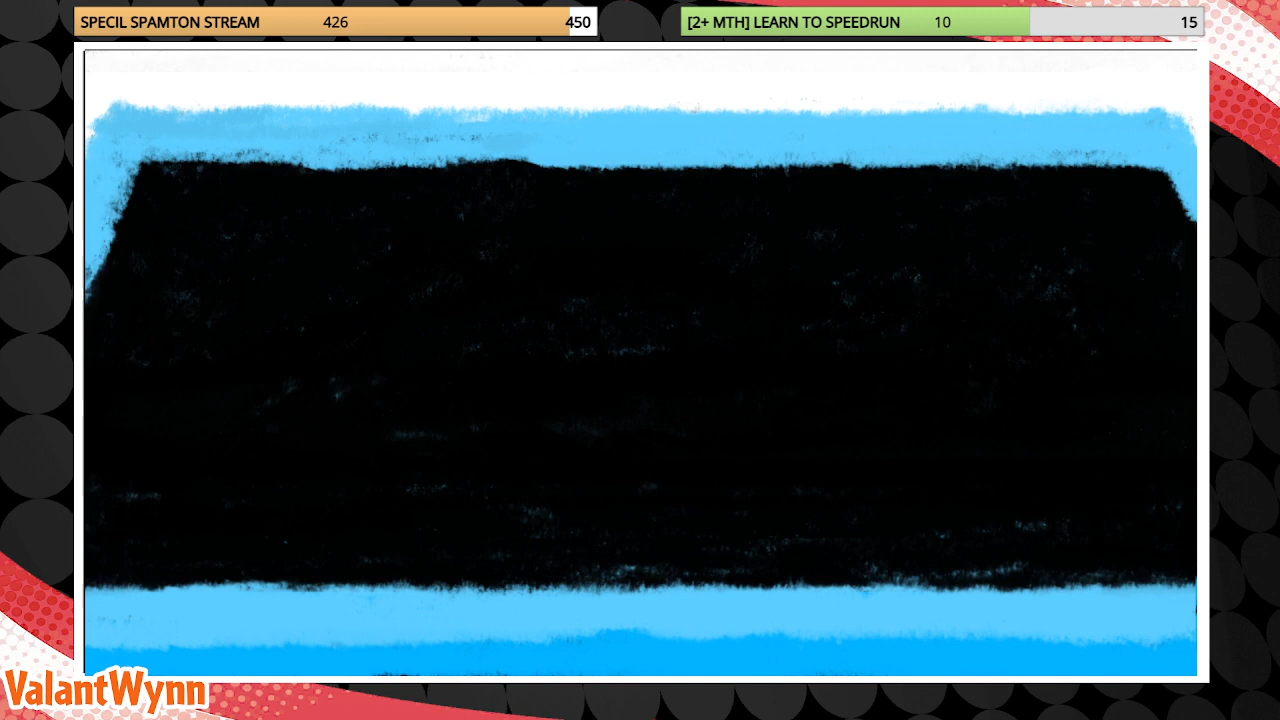 SPECIL SPAMTON STREAM 426 450
[2+ MTH] LEARN TO SPEEDRUN 10 15
ValantWynn